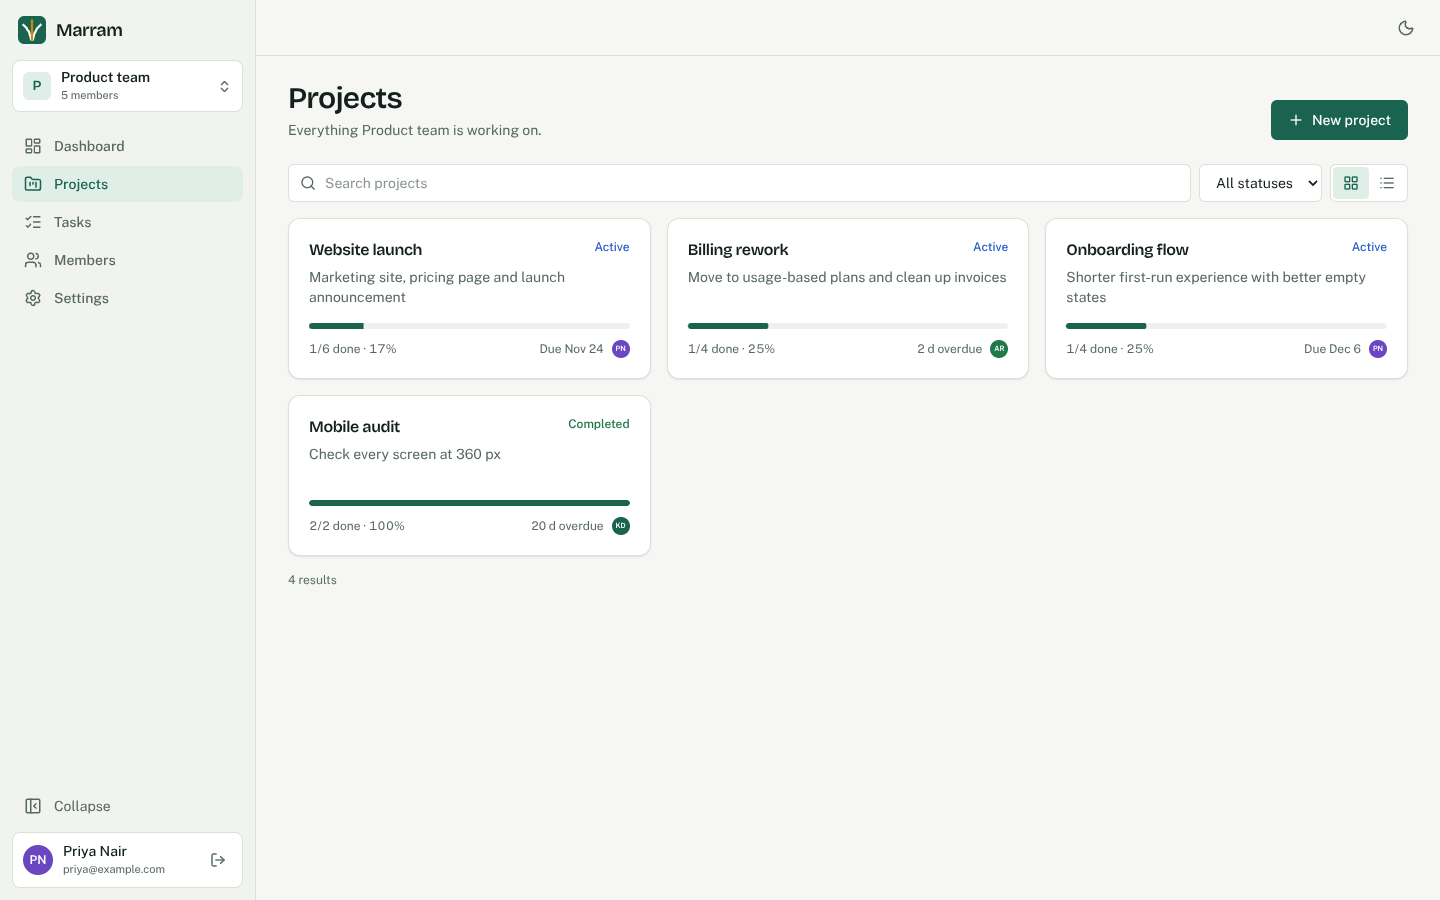 Marram
P
Product team
5 members
Dashboard
Projects
Tasks
Members
Settings
Collapse
PN
Priya Nair
priya@example.com
Projects
Everything Product team is working on.
New project
Search projects
All statuses
Website launch
Active
Marketing site, pricing page and launch
announcement
1/6 done · 17%
Due Nov 24
PN
Billing rework
Active
Move to usage-based plans and clean up invoices
1/4 done · 25%
2 d overdue
AR
Onboarding flow
Active
Shorter first-run experience with better empty
states
1/4 done · 25%
Due Dec 6
PN
Mobile audit
Completed
Check every screen at 360 px
2/2 done · 100%
20 d overdue
KD
4 results